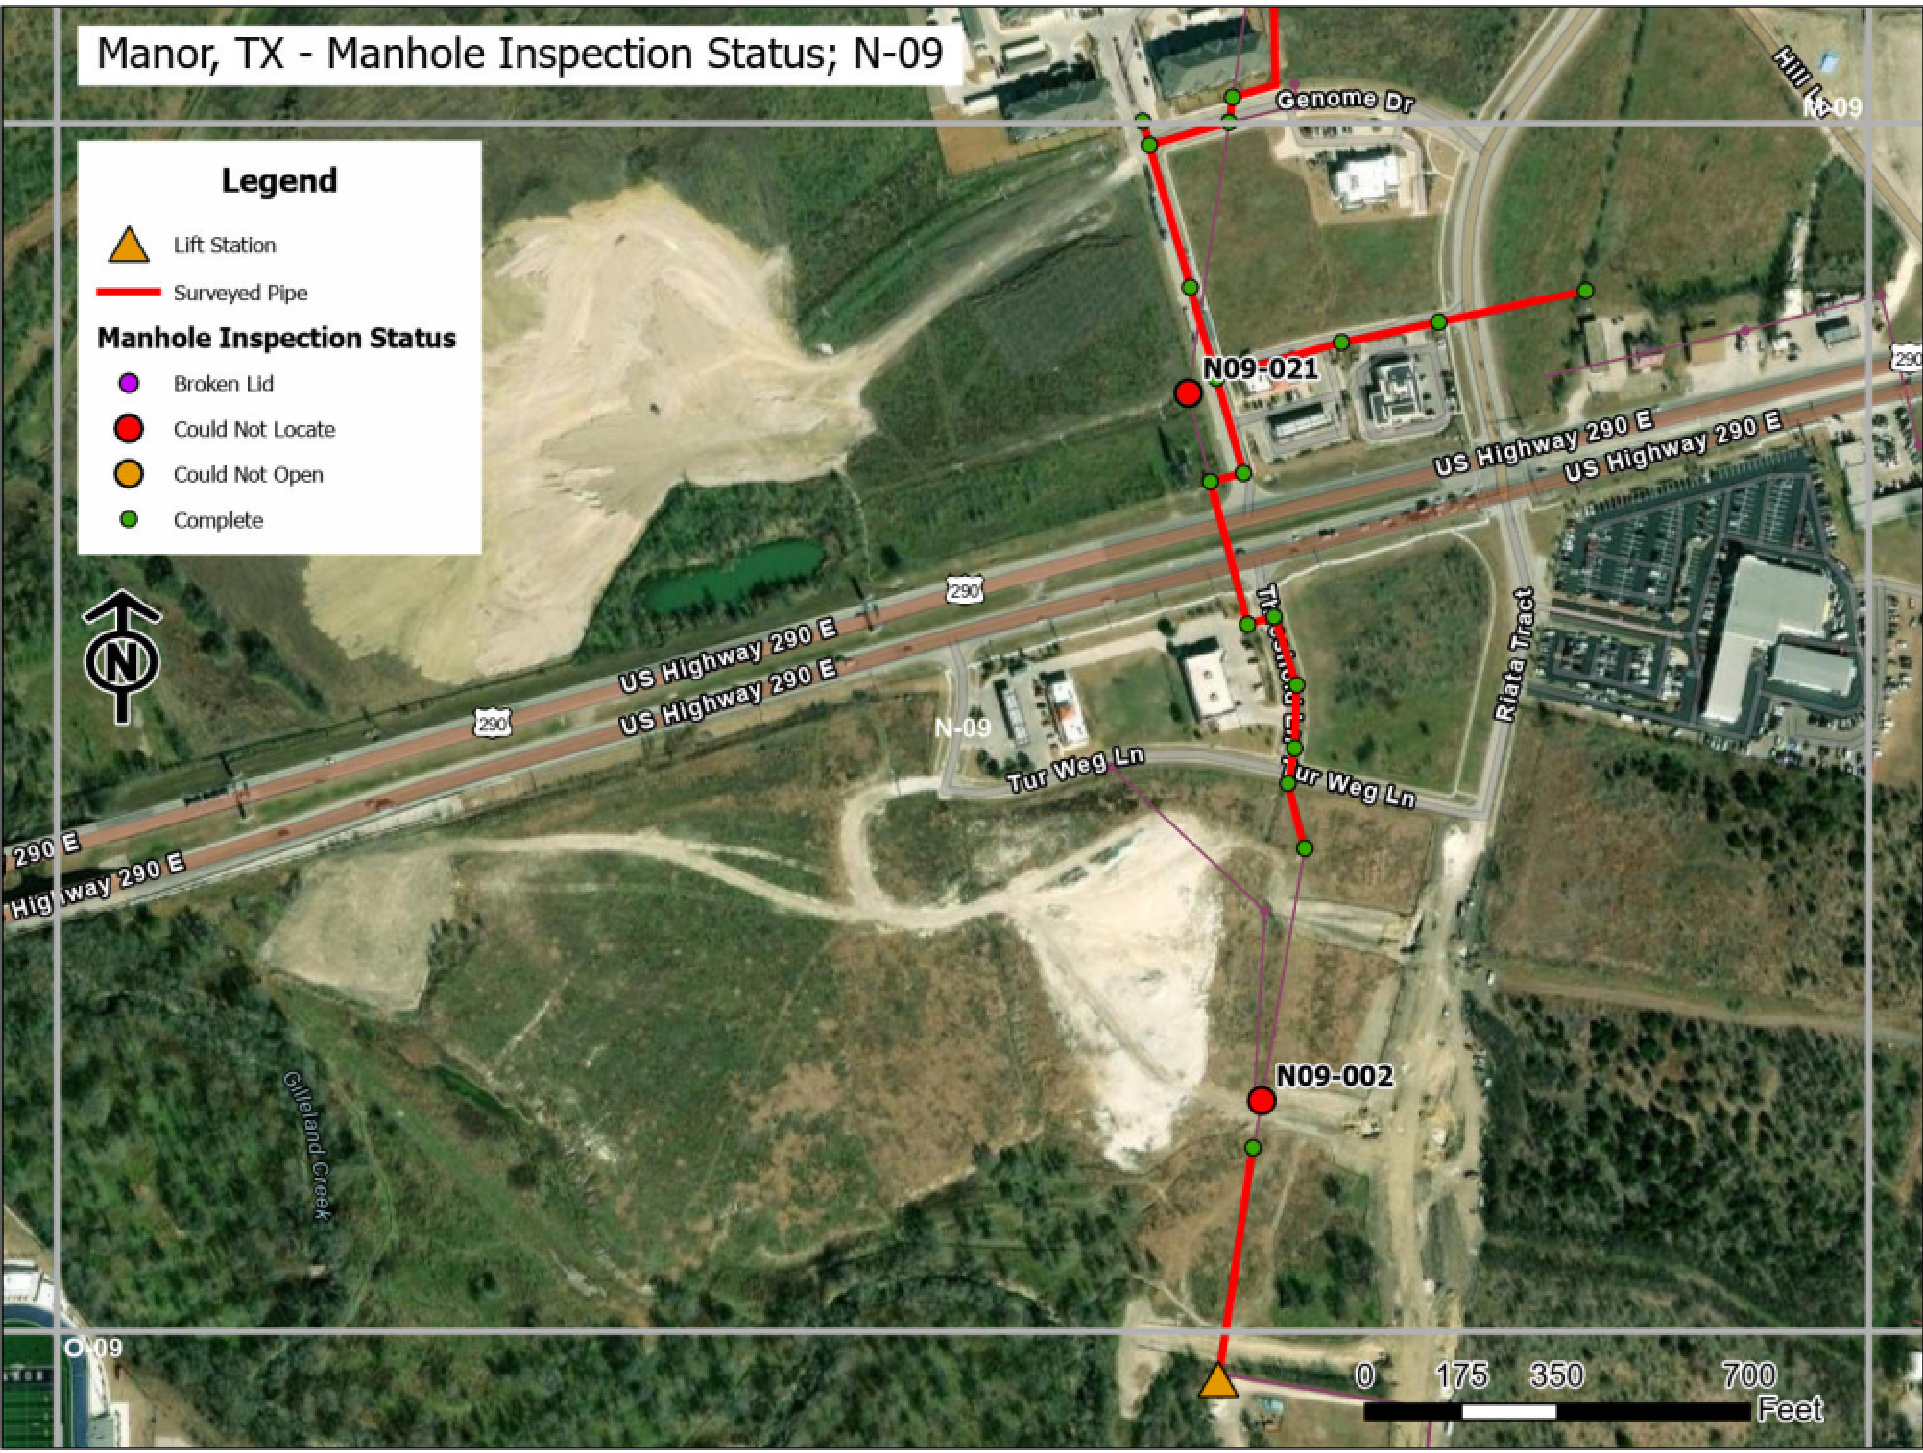 Manor, TX - Manhole Inspection Status; N-09
Genome Dr
M-09
Legend
Lift Station
Surveyed Pipe
Manhole Inspection Status
Broken Lid
Could Not Locate
Could Not Open
Complete
N09-021
290
US Highway 290 E
US Highway 290 E
290
N
US Highway 290 E
US Highway 290 E
290
Riata Tract
N-09
Tur Weg Ln
Tur Weg Ln
290 E
Highway 290 E
N09-002
Gilleland Creek
O-09
0 175 350 700
Feet